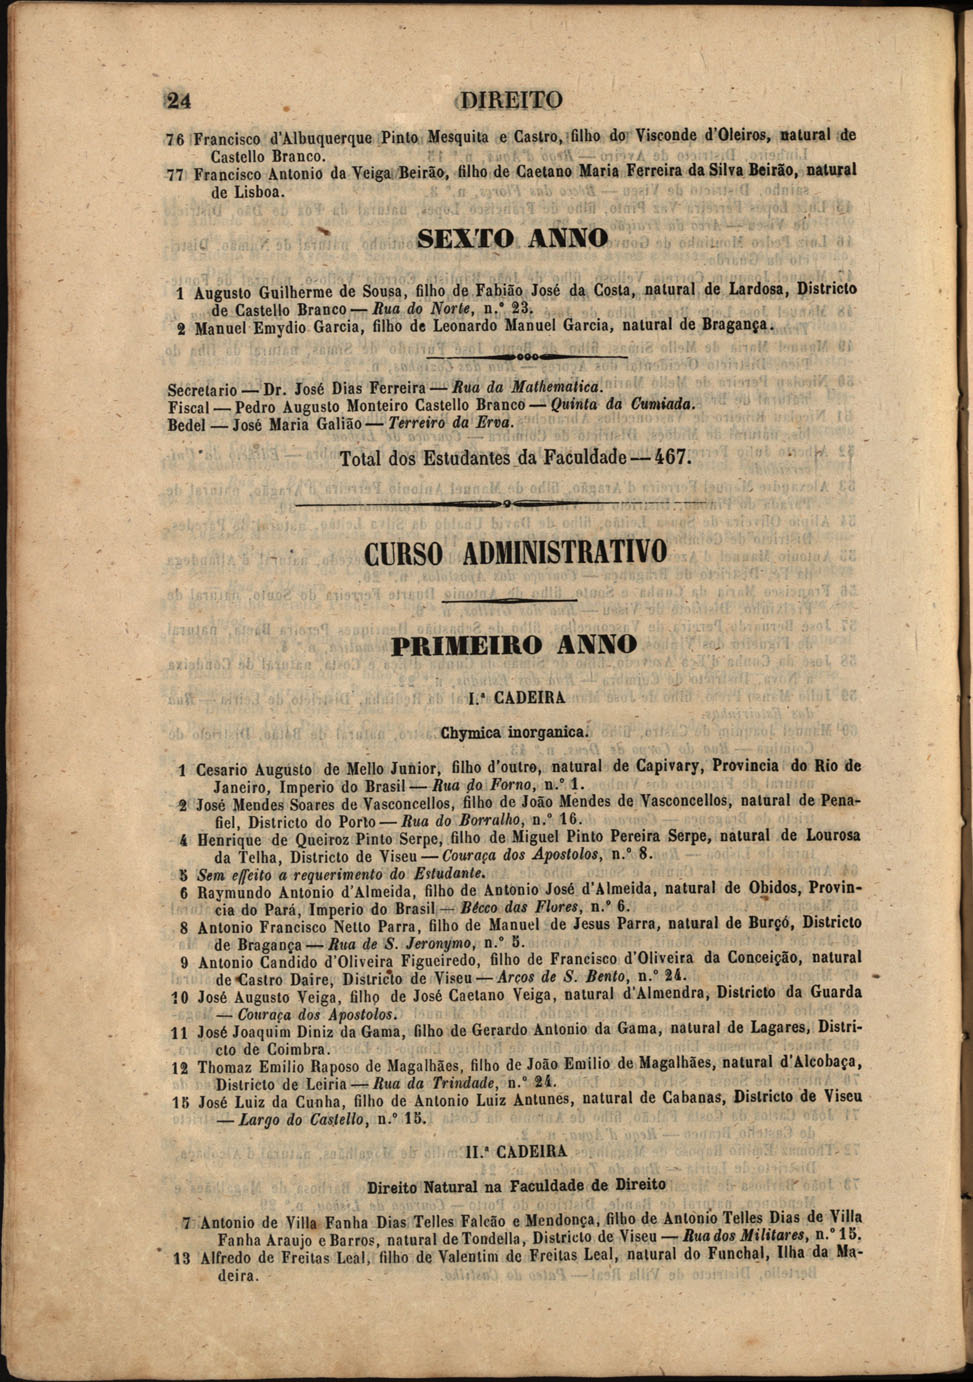 24
DIREITO
76 Francisco d'Albuquerque Pinto Mesquita e Castro, filho do Visconde d'Oleiros, natural de
Castello Branco.
77 Francisco Antonio da Veiga Beirão, filho de Caetano Maria Ferreira da Silva Beirão, natural
de Lisboa.
SEXTO ANNO
1 Augusto Guilherme de Sousa, filho de Fabião José da Costa, natural de Lardosa, Districto
de Castello Branco — Rua do Norte, n.º 23.
2 Manuel Emydio Garcia, filho de Leonardo Manuel Garcia, natural de Bragança.
Secretario — Dr. José Dias Ferreira — Rua da Mathematica.
Fiscal — Pedro Augusto Monteiro Castello Branco — Quinta da Cumiada.
Bedel — José Maria Galião — Terreiro da Erva.
Total dos Estudantes da Faculdade — 467.
CURSO ADMINISTRATIVO
PRIMEIRO ANNO
I.ª CADEIRA
Chymica inorganica.
1 Cesario Augusto de Mello Junior, filho d'outro, natural de Capivary, Provincia do Rio de
Janeiro, Imperio do Brasil — Rua do Forno, n.º 1.
2 José Mendes Soares de Vasconcellos, filho de João Mendes de Vasconcellos, natural de Pena-
fiel, Districto do Porto — Rua do Borralho, n.º 16.
4 Henrique de Queiroz Pinto Serpe, filho de Miguel Pinto Pereira Serpe, natural de Lourosa
da Telha, Districto de Viseu — Couraça dos Apostolos, n.º 8.
5 Sem effeito a requerimento do Estudante.
6 Raymundo Antonio d'Almeida, filho de Antonio José d'Almeida, natural de Obidos, Provin-
cia do Pará, Imperio do Brasil — Bêcco das Flores, n.º 6.
8 Antonio Francisco Netto Parra, filho de Manuel de Jesus Parra, natural de Burçó, Districto
de Bragança — Rua de S. Jeronymo, n.º 5.
9 Antonio Candido d'Oliveira Figueiredo, filho de Francisco d'Oliveira da Conceição, natural
de Castro Daire, Districto de Viseu — Arcos de S. Bento, n.º 24.
10 José Augusto Veiga, filho de José Caetano Veiga, natural d'Almendra, Districto da Guarda
— Couraça dos Apostolos.
11 José Joaquim Diniz da Gama, filho de Gerardo Antonio da Gama, natural de Lagares, Distri-
cto de Coimbra.
12 Thomaz Emilio Raposo de Magalhães, filho de João Emilio de Magalhães, natural d'Alcobaça,
Districto de Leiria — Rua da Trindade, n.º 24.
15 José Luiz da Cunha, filho de Antonio Luiz Antunes, natural de Cabanas, Districto de Viseu
— Largo do Castello, n.º 15.
II.ª CADEIRA
Direito Natural na Faculdade de Direito
7 Antonio de Villa Fanha Dias Telles Falcão e Mendonça, filho de Antonio Telles Dias de Villa
Fanha Araujo e Barros, natural de Tondella, Districto de Viseu — Rua dos Militares, n.º 15.
13 Alfredo de Freitas Leal, filho de Valentim de Freitas Leal, natural do Funchal, Ilha da Ma-
deira.